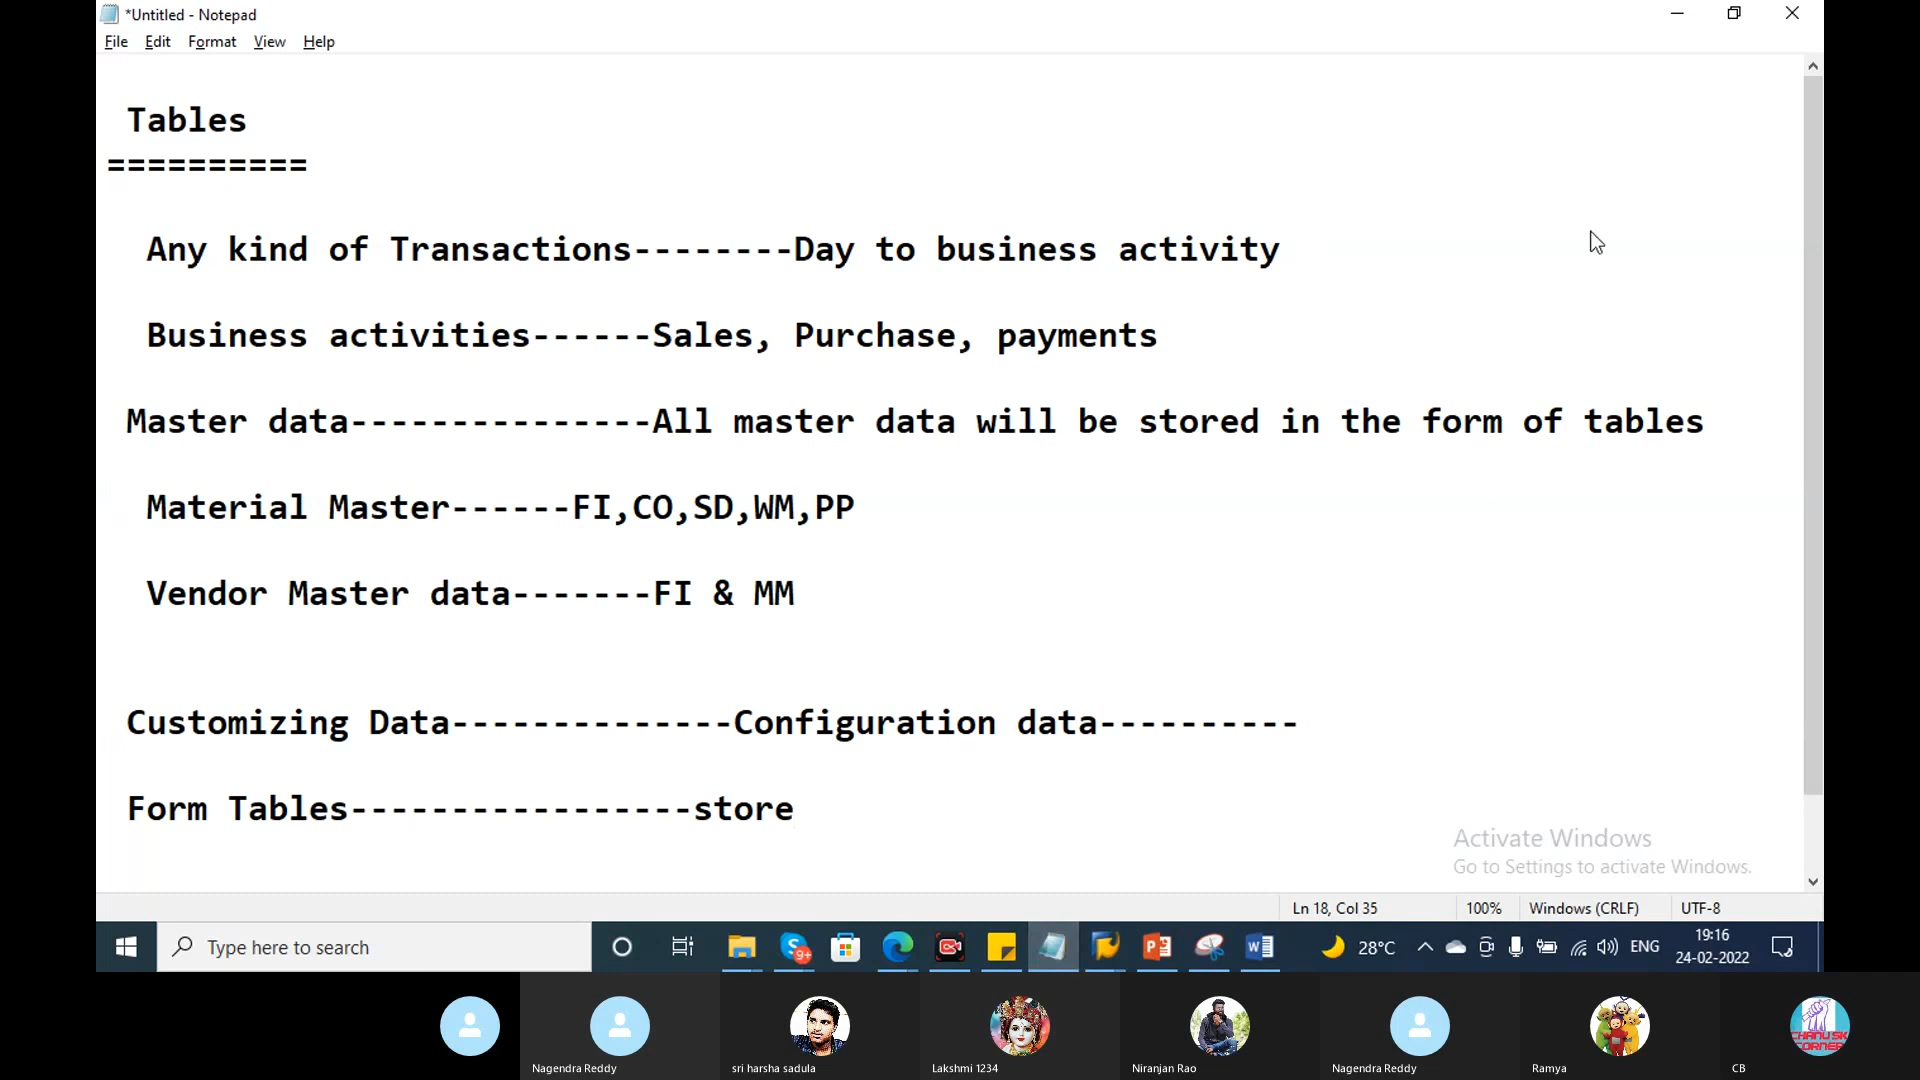 *Untitled - Notepad
File Edit Format View Help
Tables
==========
Any kind of Transactions--------Day to business activity
Business activities------Sales, Purchase, payments
Master data---------------All master data will be stored in the form of tables
Material Master------FI,CO,SD,WM,PP
Vendor Master data-------FI & MM
Customizing Data--------------Configuration data----------
Form Tables-----------------store
Activate Windows
Go to Settings to activate Windows.
Ln 18, Col 35 100% Windows (CRLF) UTF-8
Type here to search 9+ 28°C ENG 19:16
24-02-2022
CHANUSK
CORNER
Nagendra Reddy sri harsha sadula Lakshmi 1234 Niranjan Rao Nagendra Reddy Ramya CB